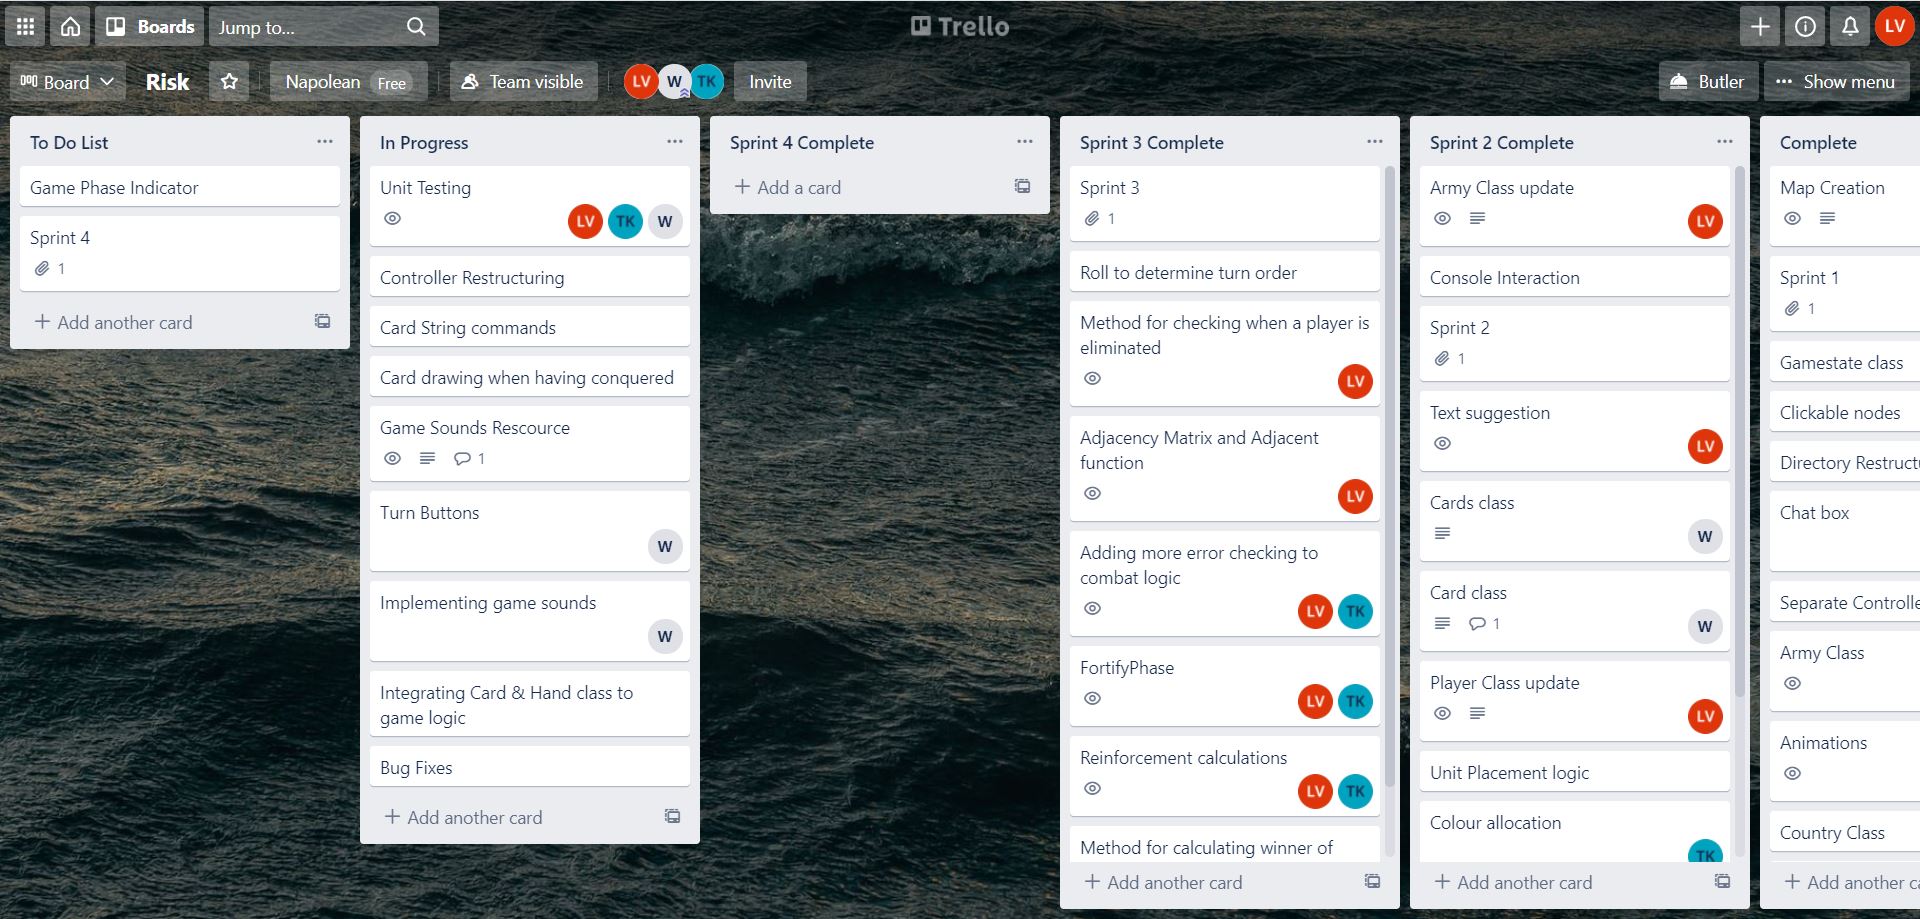 Boards
Jump to...
Trello
LV
Board
Risk
Napolean Free
Team visible
LV W TK
Invite
Butler
Show menu
To Do List
Game Phase Indicator
Sprint 4
1
Add another card
In Progress
Unit Testing
LV TK W
Controller Restructuring
Card String commands
Card drawing when having conquered
Game Sounds Rescource
1
Turn Buttons
W
Implementing game sounds
W
Integrating Card & Hand class to
game logic
Bug Fixes
Add another card
Sprint 4 Complete
Add a card
Sprint 3 Complete
Sprint 3
1
Roll to determine turn order
Method for checking when a player is
eliminated
LV
Adjacency Matrix and Adjacent
function
LV
Adding more error checking to
combat logic
LV TK
FortifyPhase
LV TK
Reinforcement calculations
LV TK
Method for calculating winner of
Add another card
Sprint 2 Complete
Army Class update
LV
Console Interaction
Sprint 2
1
Text suggestion
LV
Cards class
W
Card class
1
W
Player Class update
LV
Unit Placement logic
Colour allocation
TK
Add another card
Complete
Map Creation
Sprint 1
1
Gamestate class
Clickable nodes
Directory Restruct
Chat box
Separate Controlle
Army Class
Animations
Country Class
Add another ca